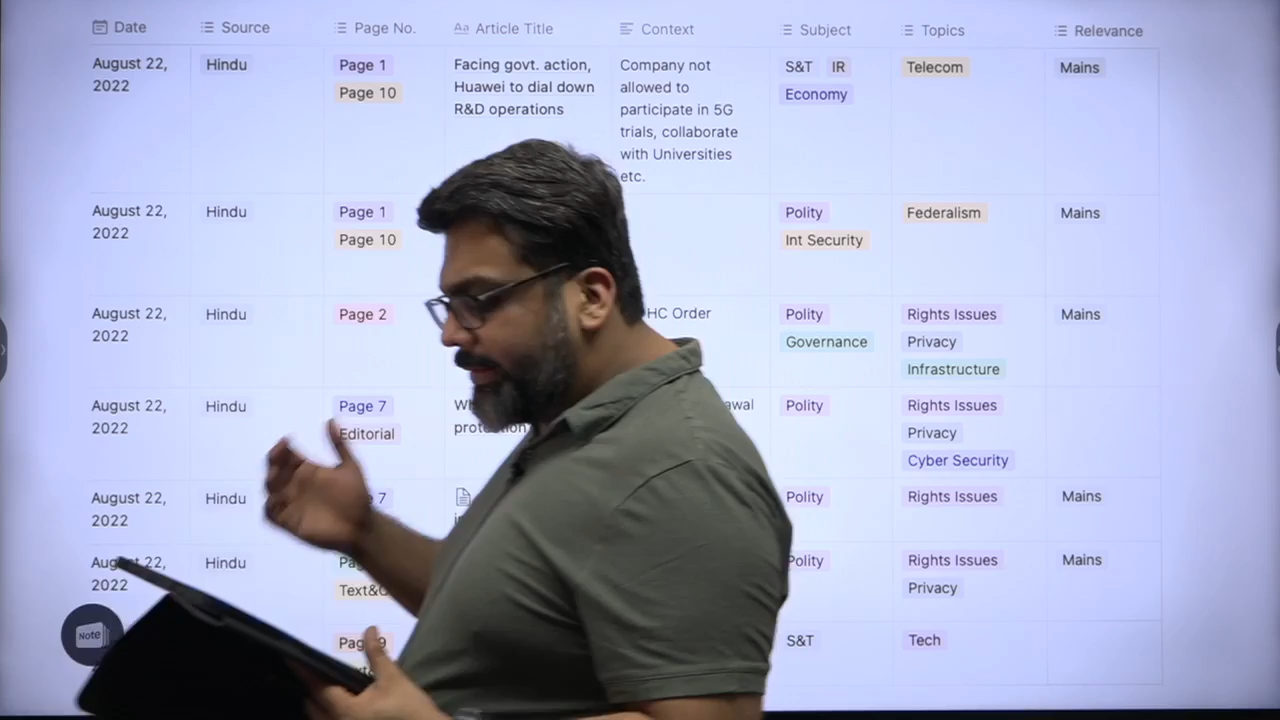 Date Source Page No. Aa Article Title Context Subject Topics Relevance
August 22, Hindu Page 1 Facing govt. action, Company not S&T IR Telecom Mains
2022 Page 10 Huawei to dial down allowed to Economy
R&D operations participate in 5G
trials, collaborate
with Universities
etc.
August 22, Hindu Page 1 Polity Federalism Mains
2022 Page 10 Int Security
August 22, Hindu Page 2 HC Order Polity Rights Issues Mains
2022 Governance Privacy
Infrastructure
August 22, Hindu Page 7 Polity Rights Issues
2022 Editorial Privacy
Cyber Security
August 22, Hindu 7 Polity Rights Issues Mains
2022
22, Hindu Polity Rights Issues Mains
2022 Privacy
Note 9 S&T Tech